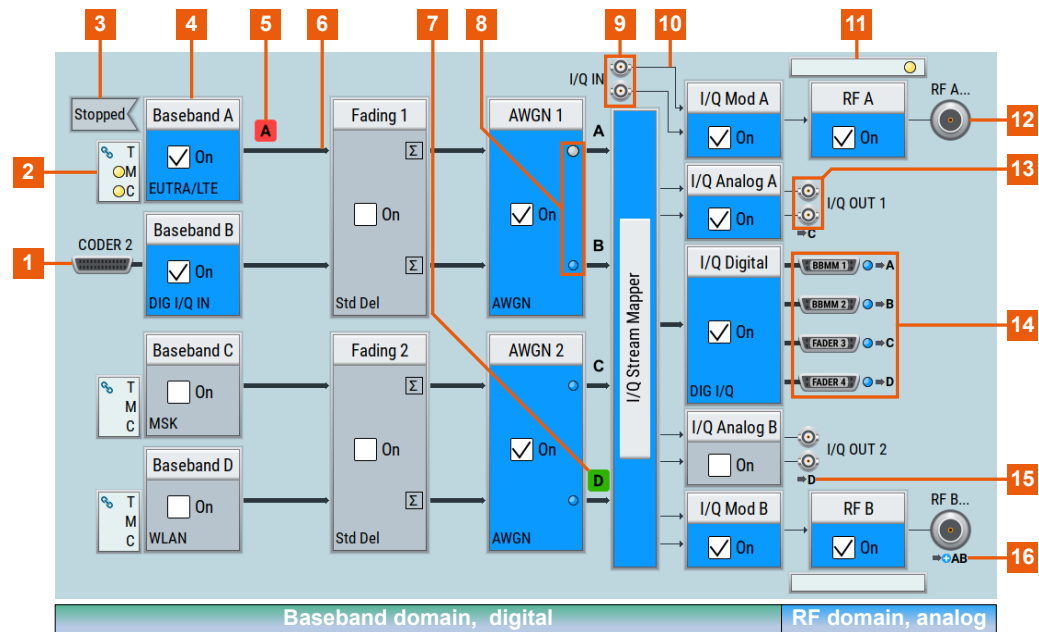 3
4
5
6
7
8
9
10
11
I/Q IN
Stopped
Baseband A
On
EUTRA/LTE
T
M
C
2
A
Fading 1
Σ
On
Σ
Std Del
AWGN 1
On
AWGN
A
B
I/Q Mod A
On
RF A
On
RF A...
12
I/Q Analog A
On
I/Q OUT 1
➡C
13
CODER 2
1
Baseband B
On
DIG I/Q IN
I/Q Stream Mapper
I/Q Digital
On
DIG I/Q
BBMM 1
➡A
BBMM 2
➡B
FADER 3
➡C
FADER 4
➡D
14
Baseband C
On
MSK
T
M
C
Fading 2
Σ
On
Σ
Std Del
AWGN 2
On
AWGN
C
D
I/Q Analog B
On
I/Q OUT 2
➡D
15
Baseband D
On
WLAN
T
M
C
I/Q Mod B
On
RF B
On
RF B...
➡+AB
16
Baseband domain, digital
RF domain, analog